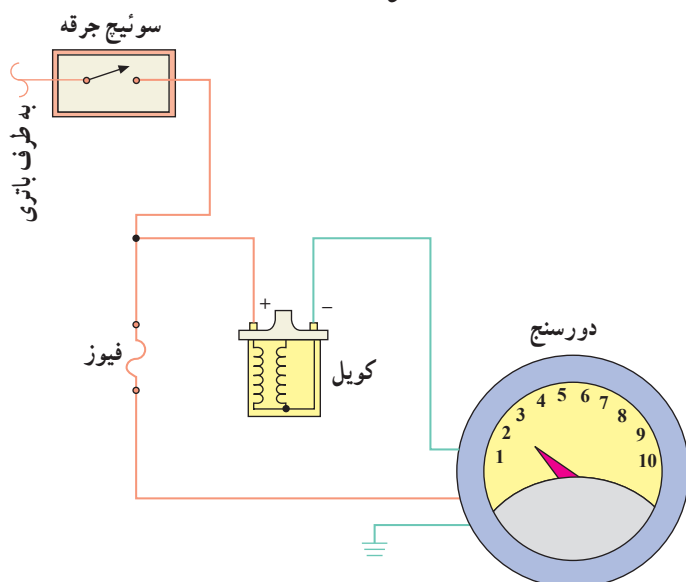 سوئیچ جرقه
به طرف باتری
+ −
فیوز
کویل
دورسنج
1 2 3 4 5 6 7 8 9 10